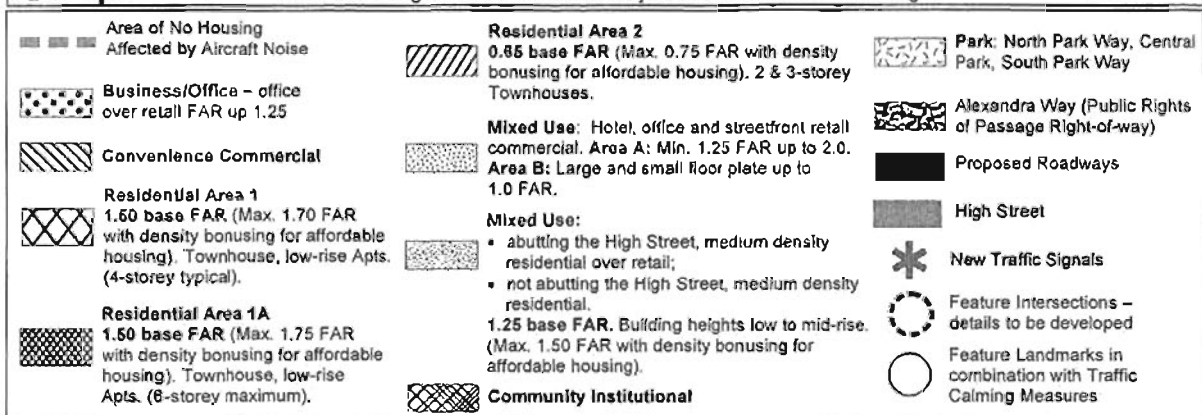 Area of No Housing
Affected by Aircraft Noise
Business/Office – office
over retail FAR up 1.25
Convenience Commercial
Residential Area 1
1.50 base FAR (Max. 1.70 FAR
with density bonusing for affordable
housing). Townhouse, low-rise Apts.
(4-storey typical).
Residential Area 1A
1.50 base FAR (Max. 1.75 FAR
with density bonusing for affordable
housing). Townhouse, low-rise
Apts. (6-storey maximum).
Residential Area 2
0.65 base FAR (Max. 0.75 FAR with density
bonusing for affordable housing). 2 & 3-storey
Townhouses.
Mixed Use: Hotel, office and streetfront retail
commercial. Area A: Min. 1.25 FAR up to 2.0.
Area B: Large and small floor plate up to
1.0 FAR.
Mixed Use:
• abutting the High Street, medium density
residential over retail;
• not abutting the High Street, medium density
residential.
1.25 base FAR. Building heights low to mid-rise.
(Max. 1.50 FAR with density bonusing for
affordable housing).
Community Institutional
Park: North Park Way, Central
Park, South Park Way
Alexandra Way (Public Rights
of Passage Right-of-way)
Proposed Roadways
High Street
New Traffic Signals
Feature Intersections –
details to be developed
Feature Landmarks in
combination with Traffic
Calming Measures